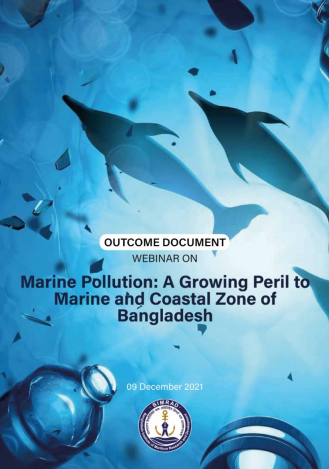 OUTCOME DOCUMENT
WEBINAR ON
Marine Pollution: A Growing Peril to
Marine and Coastal Zone of
Bangladesh
09 December 2021
BIMRAD